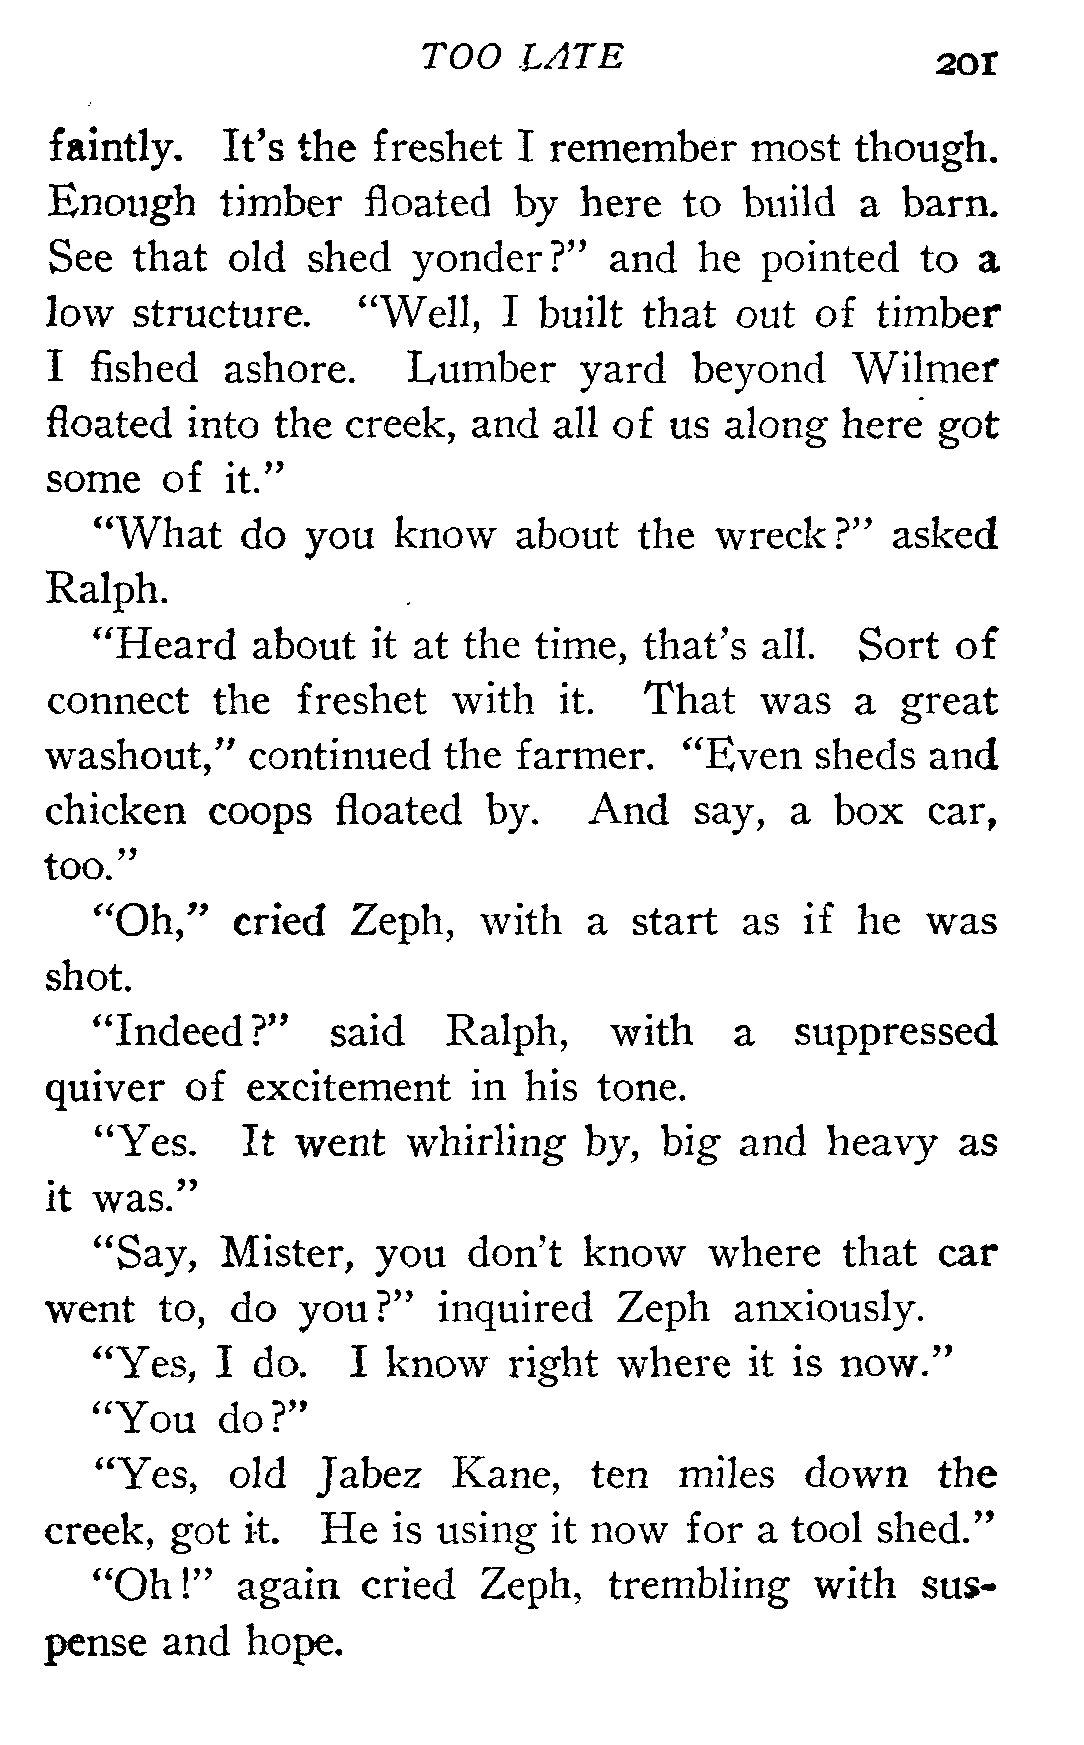 TOO LATE 201
faintly. It's the freshet I remember most though.
Enough timber floated by here to build a barn.
See that old shed yonder?" and he pointed to a
low structure. "Well, I built that out of timber
I fished ashore. Lumber yard beyond Wilmer
floated into the creek, and all of us along here got
some of it."
"What do you know about the wreck?" asked
Ralph.
"Heard about it at the time, that's all. Sort of
connect the freshet with it. That was a great
washout," continued the farmer. "Even sheds and
chicken coops floated by. And say, a box car,
too."
"Oh," cried Zeph, with a start as if he was
shot.
"Indeed?" said Ralph, with a suppressed
quiver of excitement in his tone.
"Yes. It went whirling by, big and heavy as
it was."
"Say, Mister, you don't know where that car
went to, do you?" inquired Zeph anxiously.
"Yes, I do. I know right where it is now."
"You do?"
"Yes, old Jabez Kane, ten miles down the
creek, got it. He is using it now for a tool shed."
"Oh!" again cried Zeph, trembling with sus-
pense and hope.